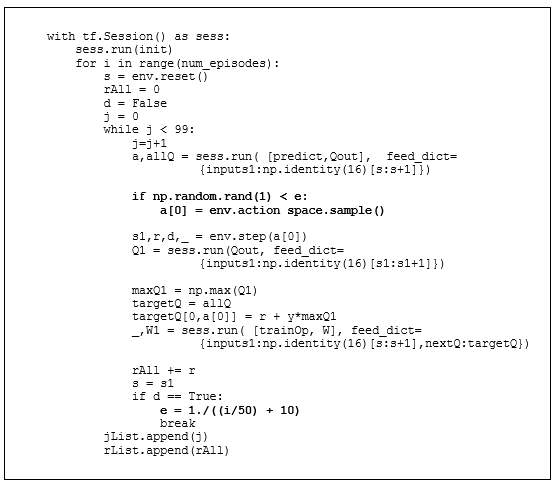 with tf.Session() as sess:
sess.run(init)
for i in range(num_episodes):
s = env.reset()
rAll = 0
d = False
j = 0
while j < 99:
j=j+1
a,allQ = sess.run( [predict,Qout], feed_dict=
{inputs1:np.identity(16)[s:s+1]})
if np.random.rand(1) < e:
a[0] = env.action space.sample()
s1,r,d,_ = env.step(a[0])
Q1 = sess.run(Qout, feed_dict=
{inputs1:np.identity(16)[s1:s1+1]})
maxQ1 = np.max(Q1)
targetQ = allQ
targetQ[0,a[0]] = r + y*maxQ1
_,W1 = sess.run( [trainOp, W], feed_dict=
{inputs1:np.identity(16)[s:s+1],nextQ:targetQ})
rAll += r
s = s1
if d == True:
e = 1./((i/50) + 10)
break
jList.append(j)
rList.append(rAll)